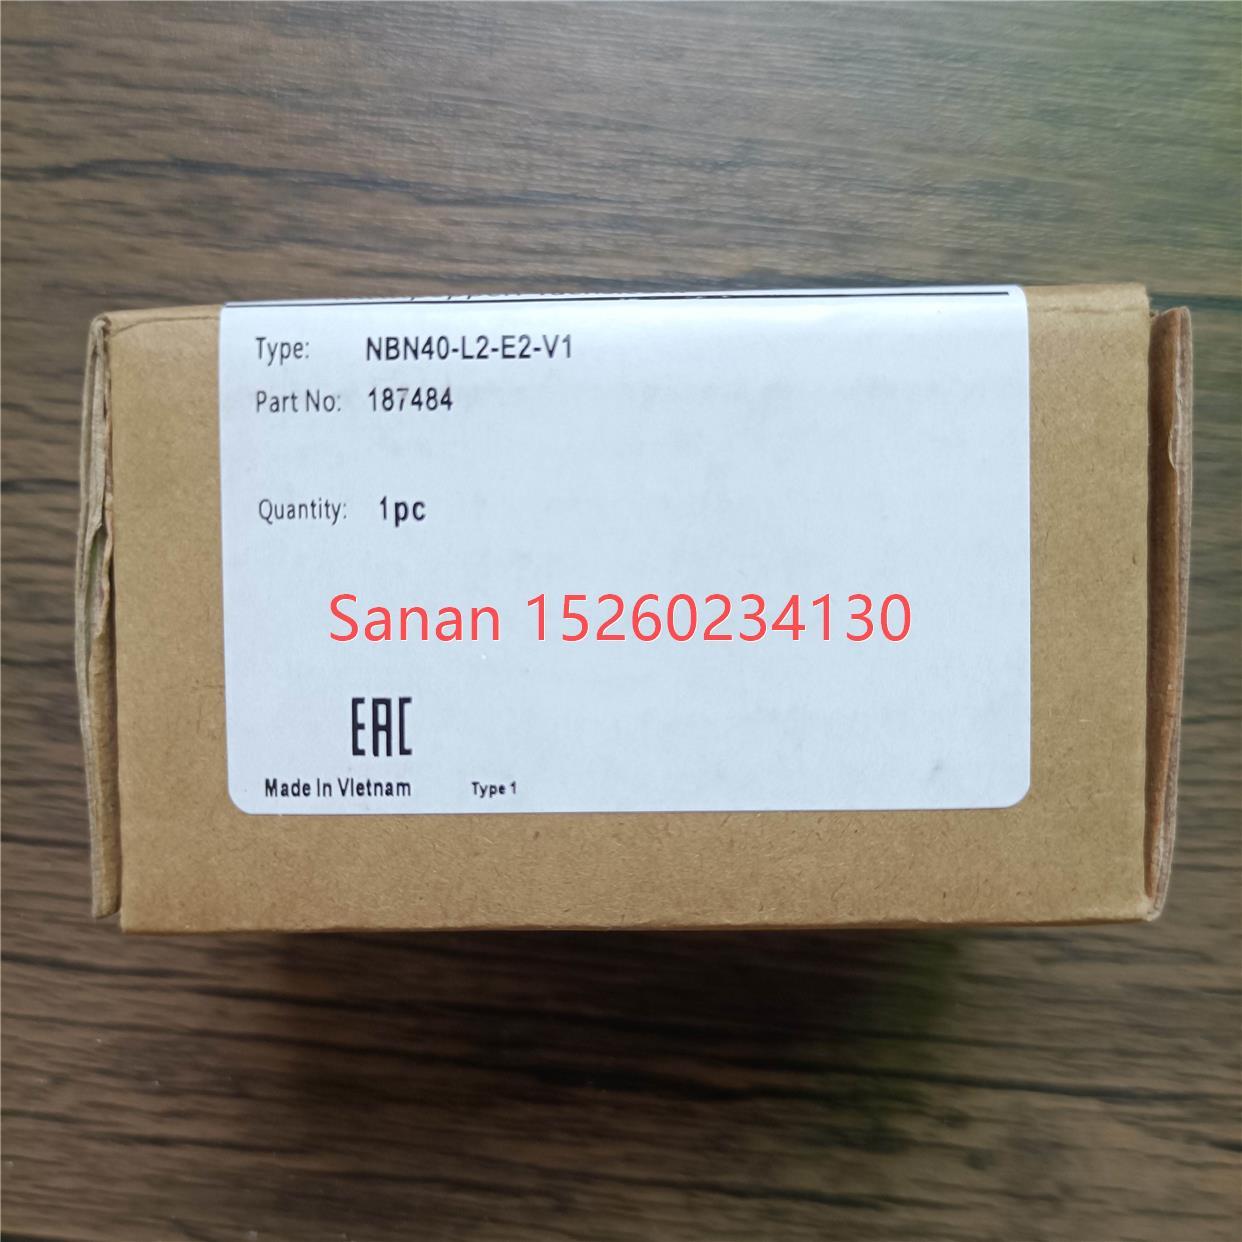 Type: NBN40-L2-E2-V1
Part No: 187484
Quantity: 1pc
Sanan 15260234130
EAC
Made In Vietnam Type 1